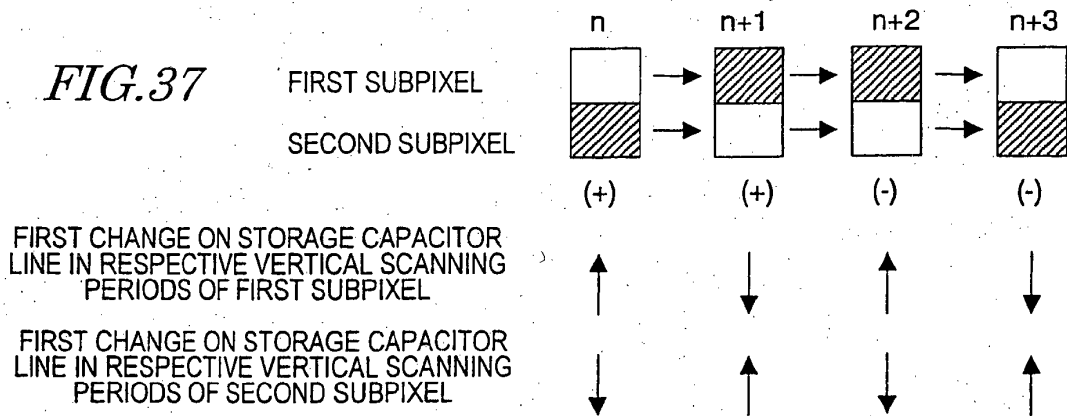 n n+1 n+2 n+3
FIG.37
FIRST SUBPIXEL
SECOND SUBPIXEL
(+) (+) (-) (-)
FIRST CHANGE ON STORAGE CAPACITOR
LINE IN RESPECTIVE VERTICAL SCANNING
PERIODS OF FIRST SUBPIXEL
FIRST CHANGE ON STORAGE CAPACITOR
LINE IN RESPECTIVE VERTICAL SCANNING
PERIODS OF SECOND SUBPIXEL